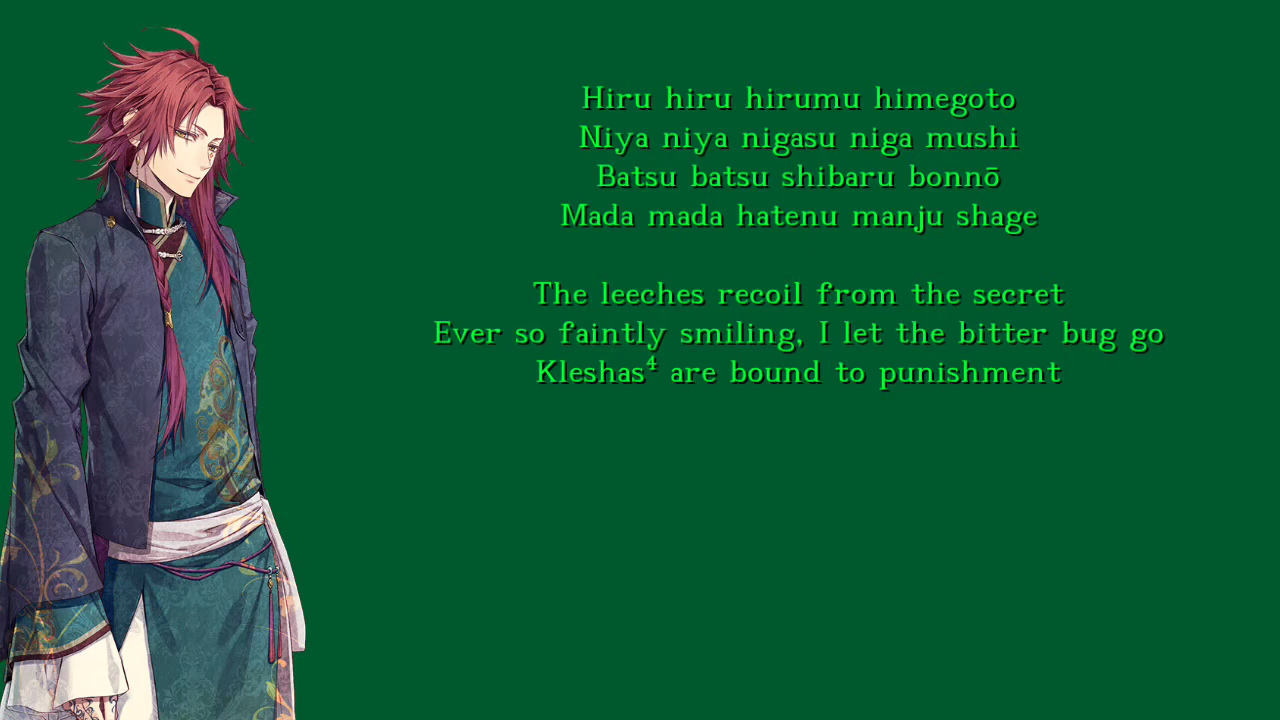 Hiru hiru hirumu himegoto
Niya niya nigasu niga mushi
Batsu batsu shibaru bonnō
Mada mada hatenu manju shage
The leeches recoil from the secret
Ever so faintly smiling, I let the bitter bug go
Kleshas⁴ are bound to punishment